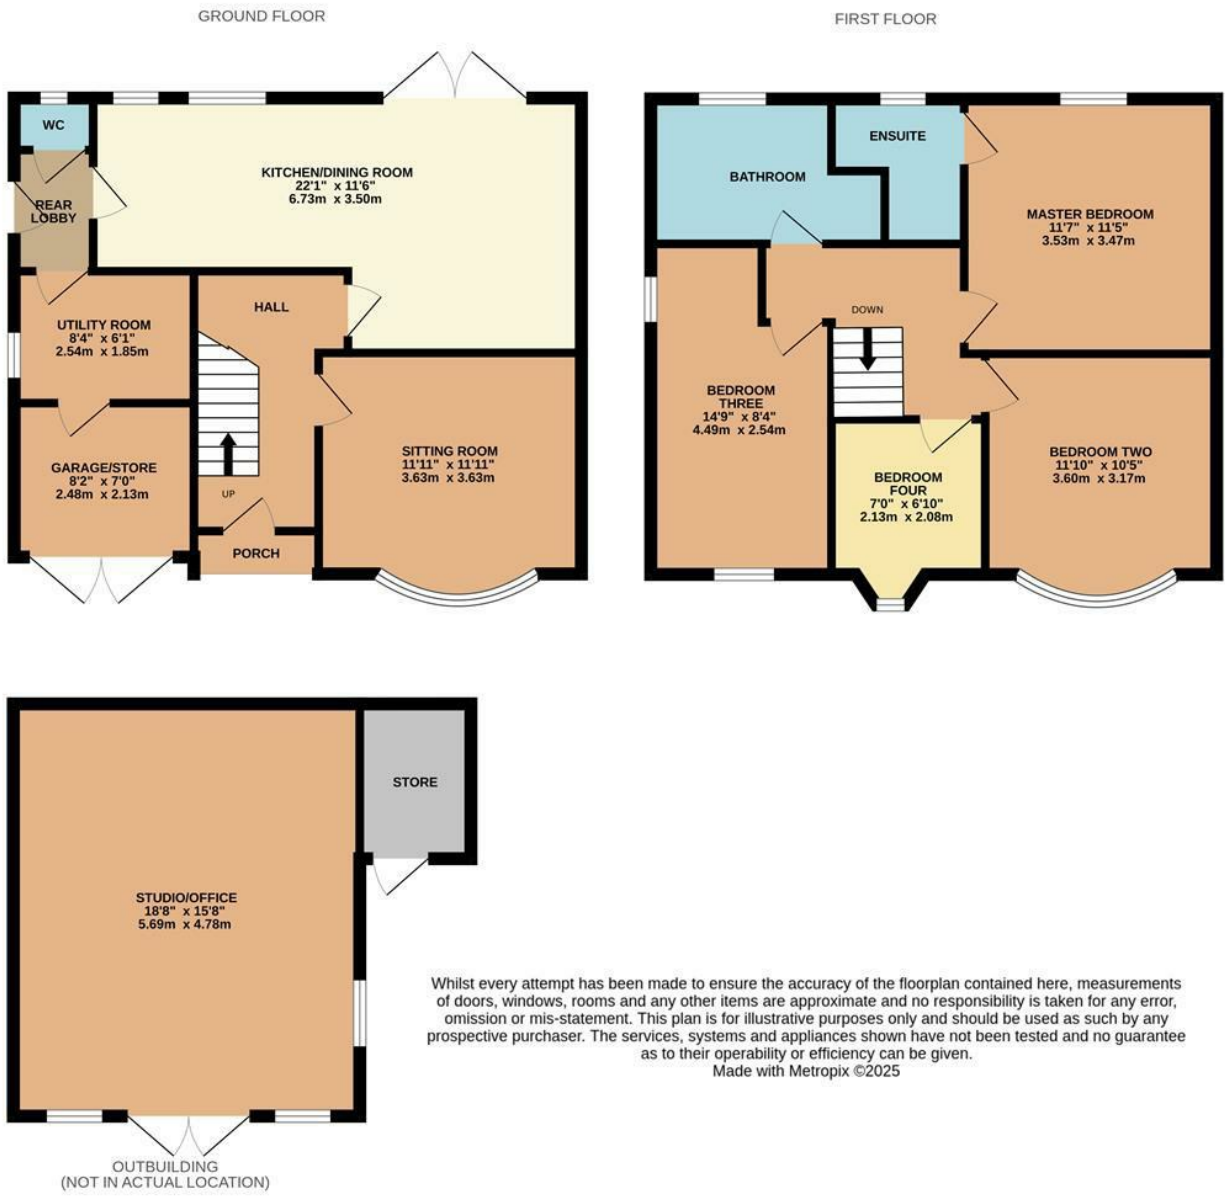 GROUND FLOOR
WC
REAR
LOBBY
KITCHEN/DINING ROOM
22'1" x 11'6"
6.73m x 3.50m
HALL
UTILITY ROOM
8'4" x 6'1"
2.54m x 1.85m
GARAGE/STORE
8'2" x 7'0"
2.48m x 2.13m
UP
PORCH
SITTING ROOM
11'11" x 11'11"
3.63m x 3.63m
FIRST FLOOR
BATHROOM
ENSUITE
MASTER BEDROOM
11'7" x 11'5"
3.53m x 3.47m
DOWN
BEDROOM
THREE
14'9" x 8'4"
4.49m x 2.54m
BEDROOM
FOUR
7'0" x 6'10"
2.13m x 2.08m
BEDROOM TWO
11'10" x 10'5"
3.60m x 3.17m
STORE
STUDIO/OFFICE
18'8" x 15'8"
5.69m x 4.78m
OUTBUILDING
(NOT IN ACTUAL LOCATION)
Whilst every attempt has been made to ensure the accuracy of the floorplan contained here, measurements
of doors, windows, rooms and any other items are approximate and no responsibility is taken for any error,
omission or mis-statement. This plan is for illustrative purposes only and should be used as such by any
prospective purchaser. The services, systems and appliances shown have not been tested and no guarantee
as to their operability or efficiency can be given.
Made with Metropix ©2025